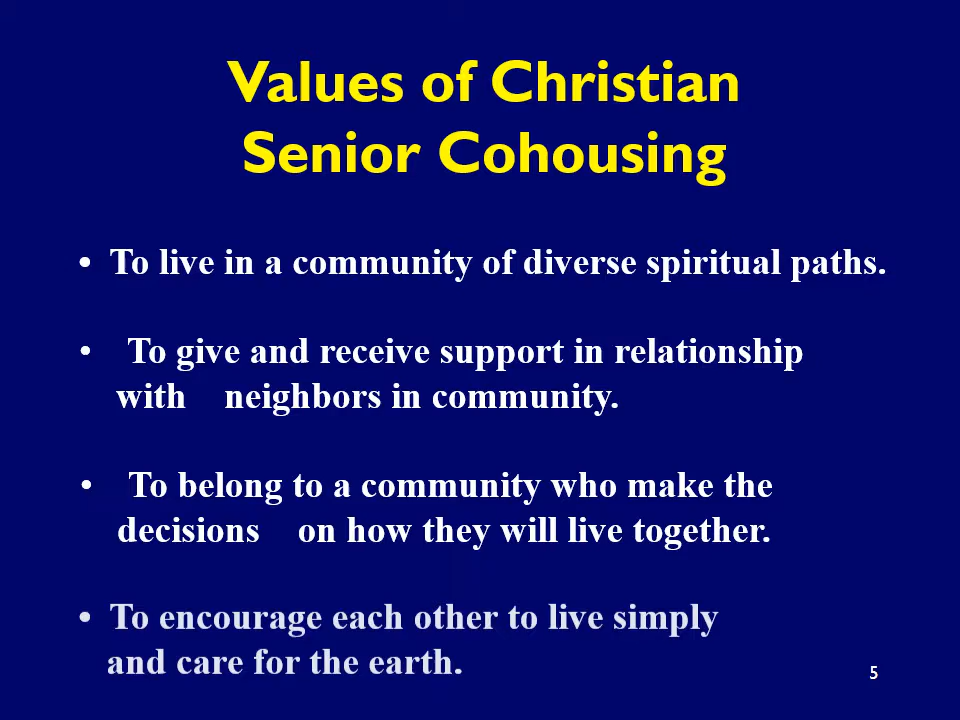 Values of Christian
Senior Cohousing
• To live in a community of diverse spiritual paths.
• To give and receive support in relationship
with neighbors in community.
• To belong to a community who make the
decisions on how they will live together.
• To encourage each other to live simply
and care for the earth.
5